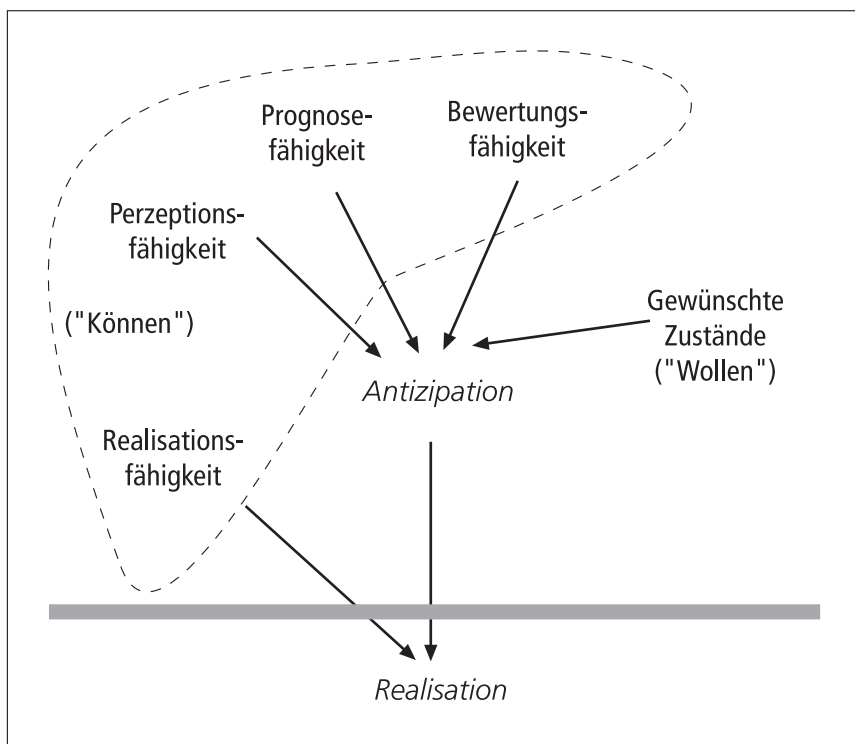 Prognose-
fähigkeit
Bewertungs-
fähigkeit
Perzeptions-
fähigkeit
("Können")
Gewünschte
Zustände
("Wollen")
Antizipation
Realisations-
fähigkeit
Realisation